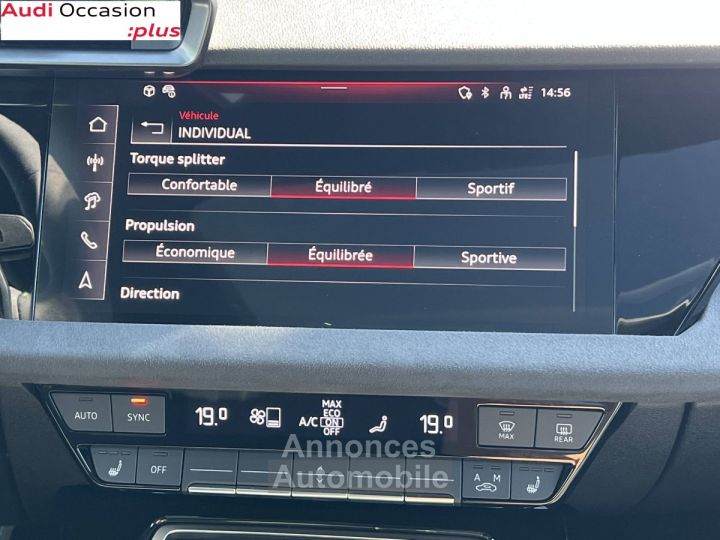 Audi Occasion
:plus
14:56
Véhicule
INDIVIDUAL
Torque splitter
Confortable Équilibré Sportif
Propulsion
Économique Équilibrée Sportive
Direction
MAX
ECO
AUTO SYNC 19.0 A/C ON 19.0 MAX REAR
OFF
OFF A M
Annonces
Automobile